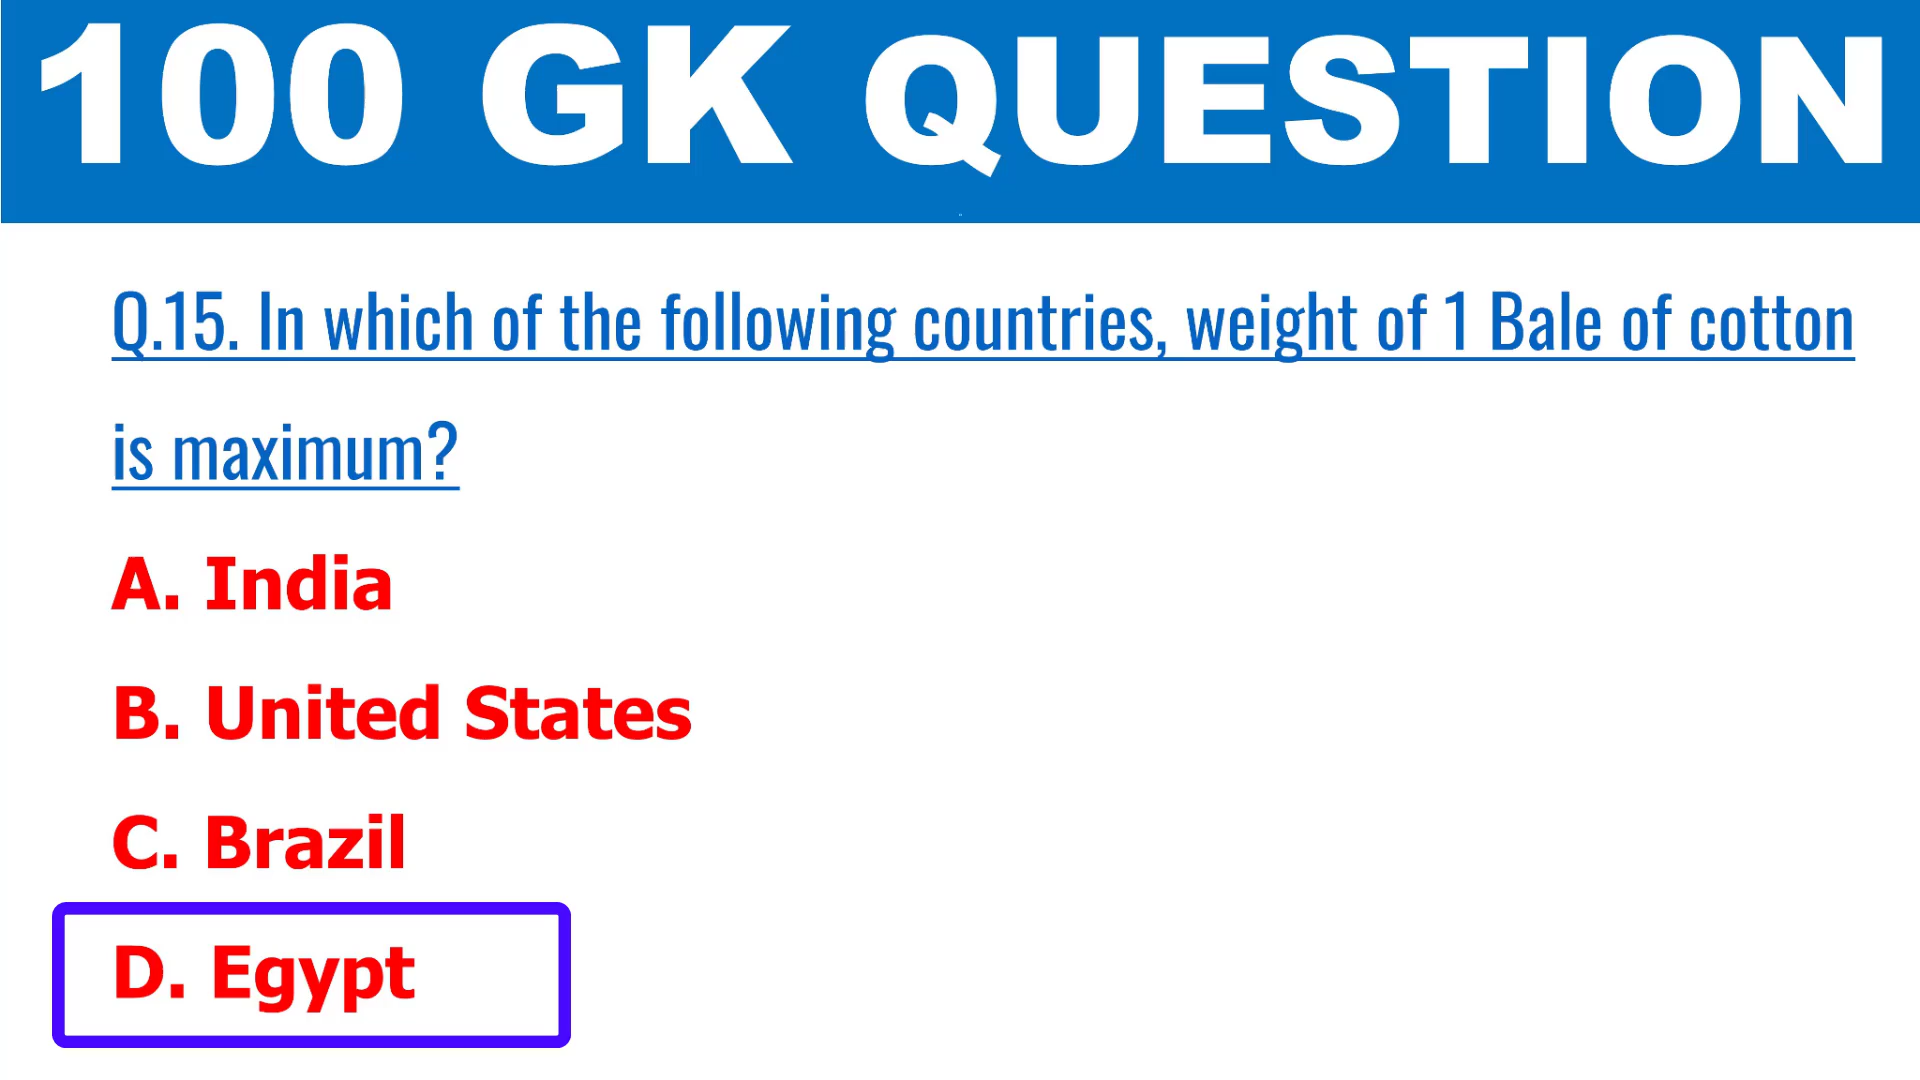 100 GK QUESTION
Q.15. In which of the following countries, weight of 1 Bale of cotton
is maximum?
A. India
B. United States
C. Brazil
D. Egypt